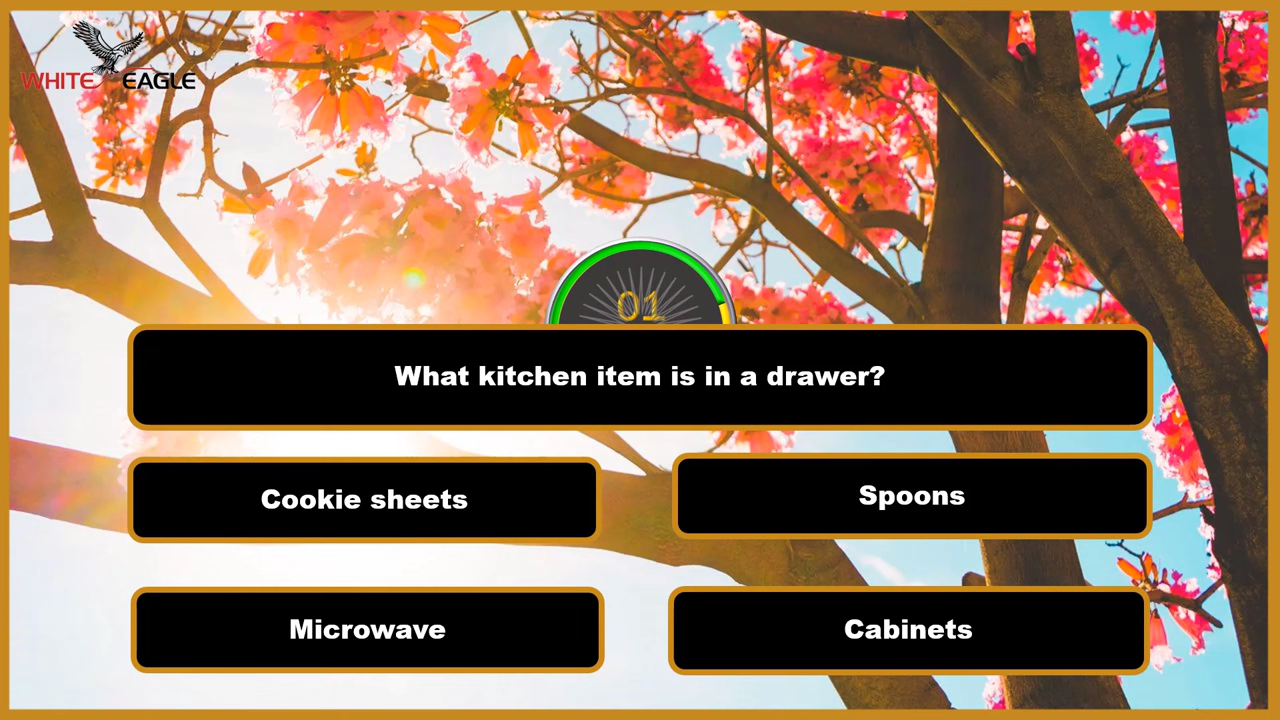 WHITE EAGLE
01
What kitchen item is in a drawer?
Cookie sheets
Spoons
Microwave
Cabinets